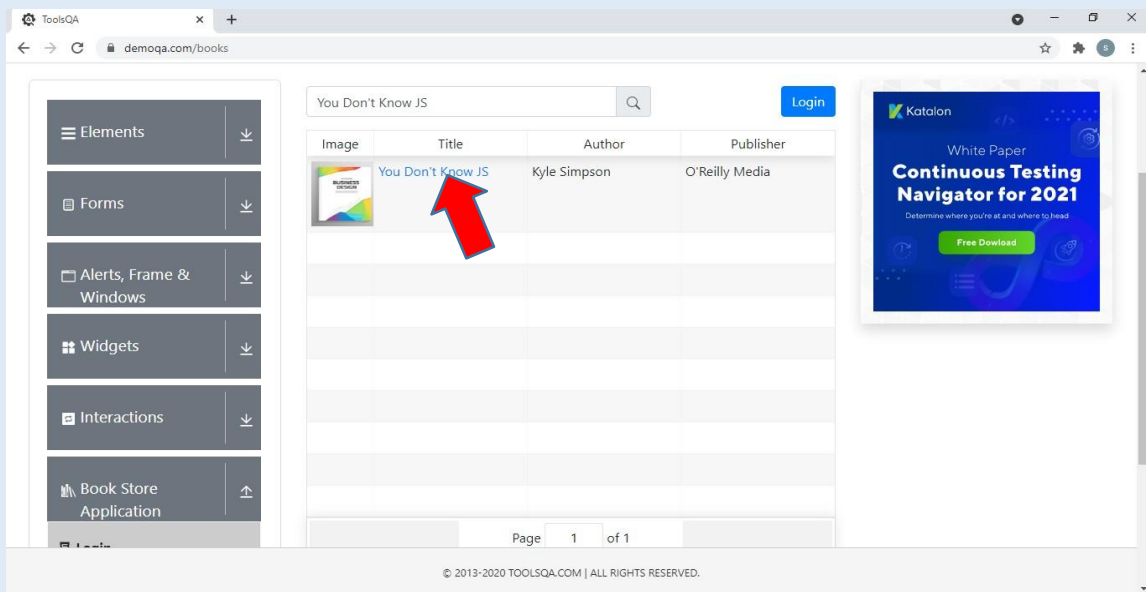 ToolsQA
demoqa.com/books
S
Elements
Forms
Alerts, Frame &
Windows
Widgets
Interactions
Book Store
Application
Login
You Don't Know JS
Login
Image Title Author Publisher
BUSINESS
DESIGN
You Don't Know JS Kyle Simpson O'Reilly Media
Page 1 of 1
Katalon
White Paper
Continuous Testing
Navigator for 2021
Determine where you're at and where to head
Free Dowload
© 2013-2020 TOOLSQA.COM | ALL RIGHTS RESERVED.